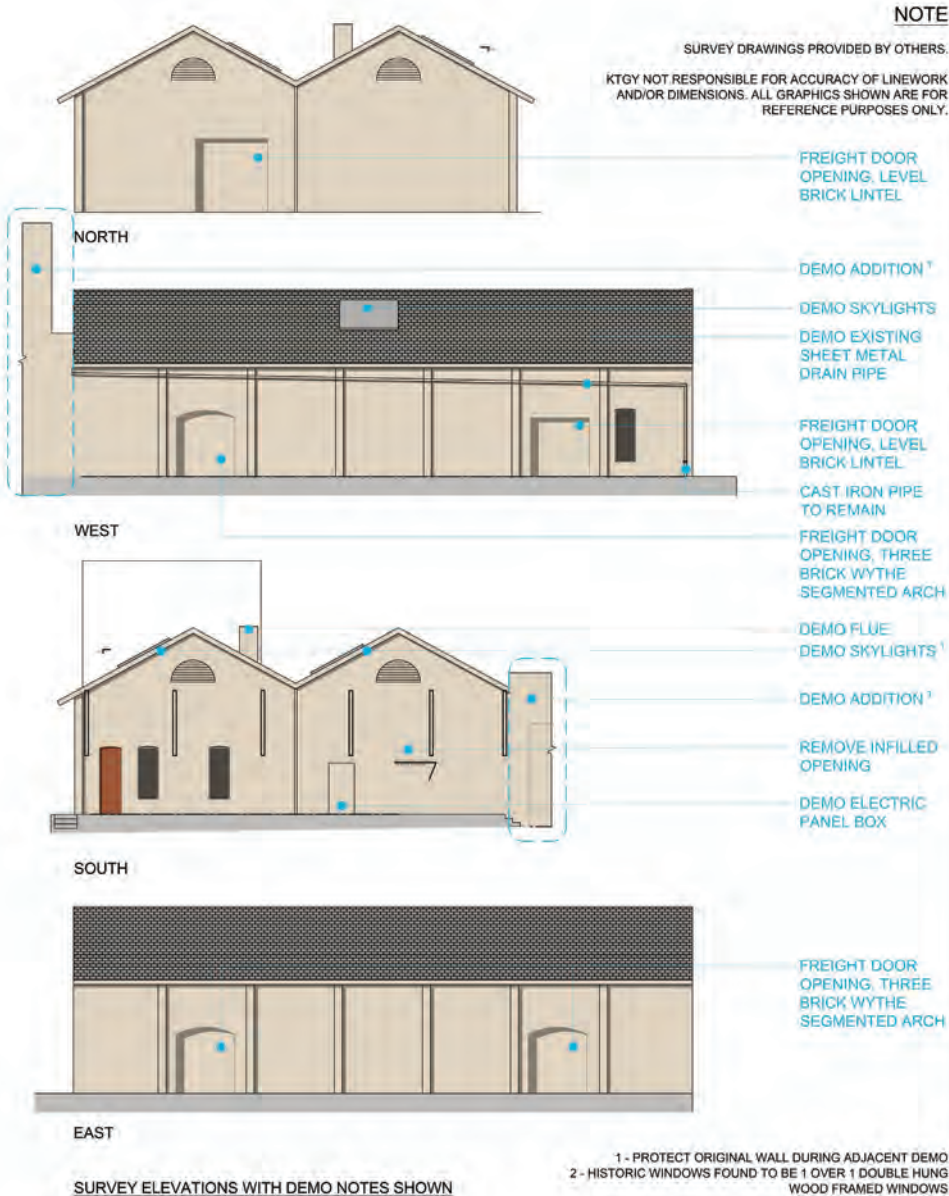 NOTE
SURVEY DRAWINGS PROVIDED BY OTHERS.
KTGY NOT RESPONSIBLE FOR ACCURACY OF LINEWORK
AND/OR DIMENSIONS. ALL GRAPHICS SHOWN ARE FOR
REFERENCE PURPOSES ONLY.
FREIGHT DOOR
OPENING, LEVEL
BRICK LINTEL
NORTH
DEMO ADDITION 1
DEMO SKYLIGHTS
DEMO EXISTING
SHEET METAL
DRAIN PIPE
FREIGHT DOOR
OPENING, LEVEL
BRICK LINTEL
CAST IRON PIPE
TO REMAIN
WEST
FREIGHT DOOR
OPENING, THREE
BRICK WYTHE
SEGMENTED ARCH
DEMO FLUE
DEMO SKYLIGHTS 1
DEMO ADDITION 1
REMOVE INFILLED
OPENING
DEMO ELECTRIC
PANEL BOX
SOUTH
FREIGHT DOOR
OPENING, THREE
BRICK WYTHE
SEGMENTED ARCH
EAST
1 - PROTECT ORIGINAL WALL DURING ADJACENT DEMO
2 - HISTORIC WINDOWS FOUND TO BE 1 OVER 1 DOUBLE HUNG
WOOD FRAMED WINDOWS
SURVEY ELEVATIONS WITH DEMO NOTES SHOWN